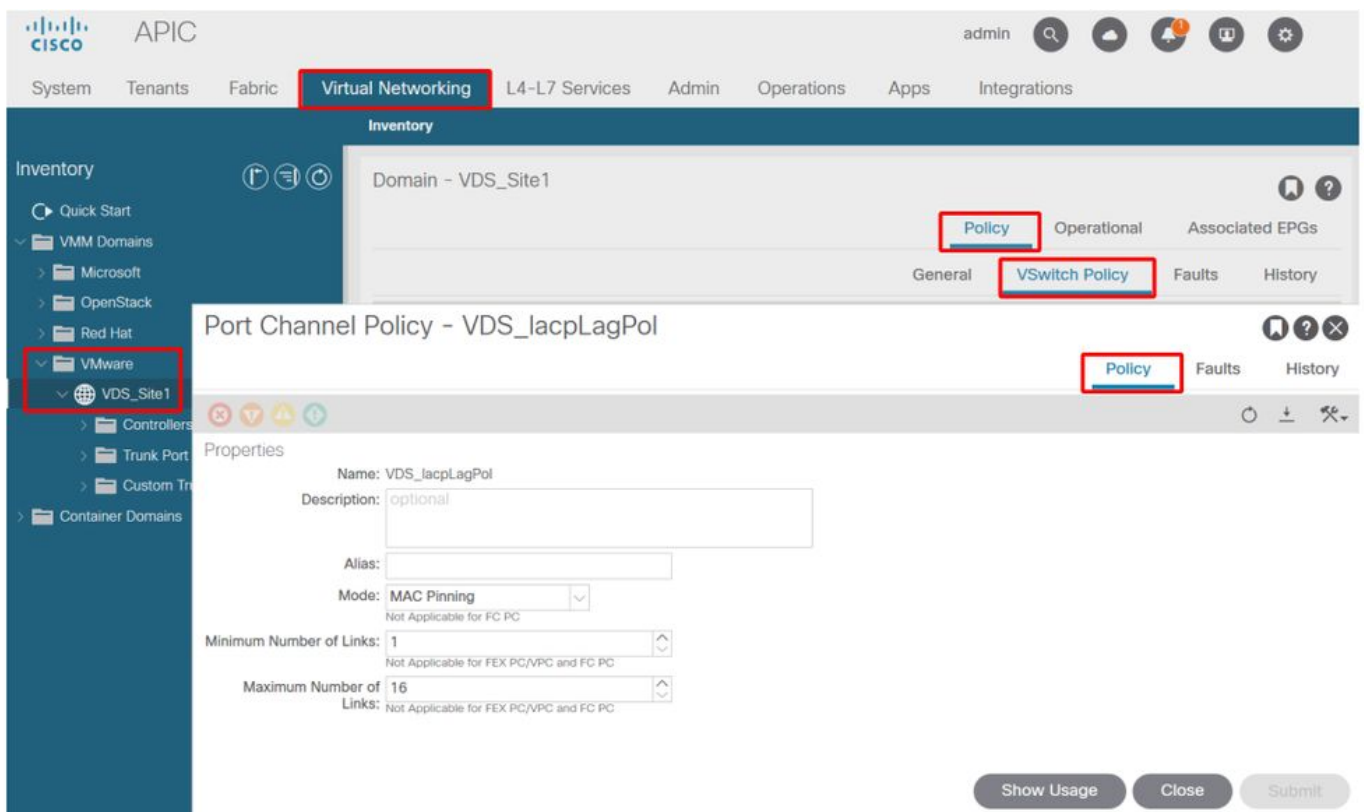 CISCO APIC admin 1
System Tenants Fabric Virtual Networking L4-L7 Services Admin Operations Apps Integrations
Inventory
Inventory
Quick Start
VMM Domains
Microsoft
OpenStack
Red Hat
VMware
VDS_Site1
Controllers
Trunk Port
Custom
Container Domains
Domain - VDS_Site1
Policy Operational Associated EPGs
General VSwitch Policy Faults History
Port Channel Policy - VDS_lacpLagPol
Policy Faults History
Properties
Name: VDS_lacpLagPol
Description: optional
Alias:
Mode: MAC Pinning
Not Applicable for FC PC
Minimum Number of Links: 1
Not Applicable for FEX PC/VPC and FC PC
Maximum Number of 16
Links: Not Applicable for FEX PC/VPC and FC PC
Show Usage Close Submit